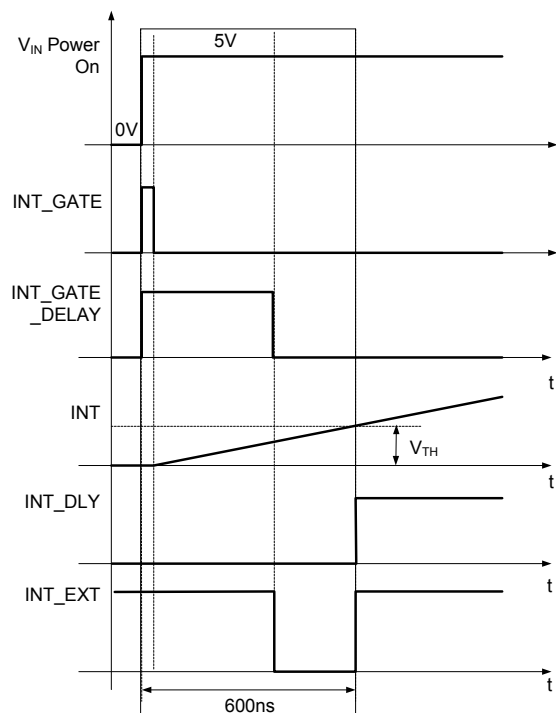 V_IN Power
On
5V
0V
INT_GATE
INT_GATE
_DELAY
t
INT
V_TH
t
INT_DLY
t
INT_EXT
t
600ns